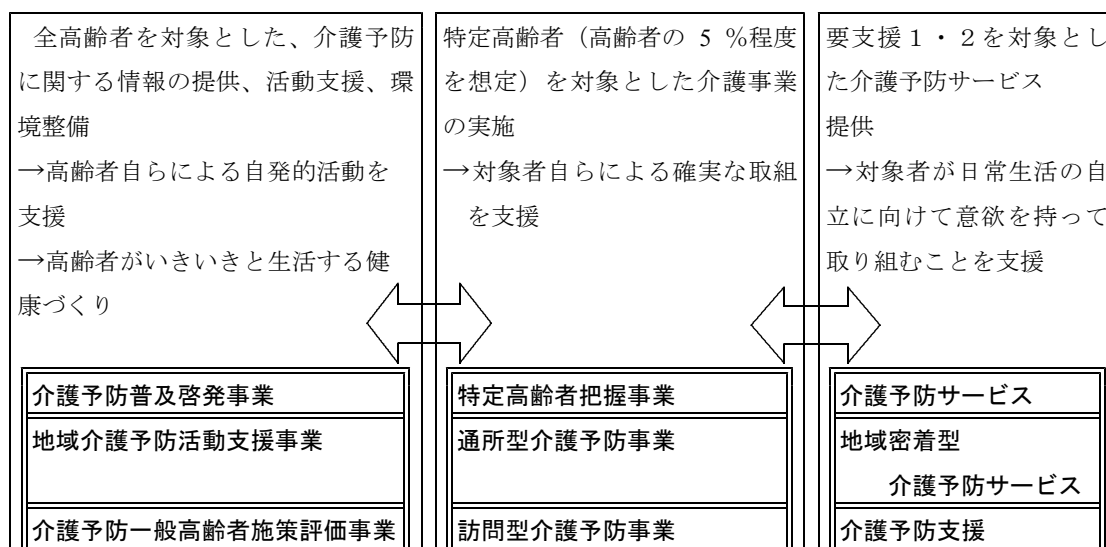 全高齢者を対象とした、介護予防
に関する情報の提供、活動支援、環
境整備
→高齢者自らによる自発的活動を
支援
→高齢者がいきいきと生活する健
康づくり
介護予防普及啓発事業
地域介護予防活動支援事業
介護予防一般高齢者施策評価事業
特定高齢者（高齢者の 5 %程度
を想定）を対象とした介護事業
の実施
→対象者自らによる確実な取組
を支援
特定高齢者把握事業
通所型介護予防事業
訪問型介護予防事業
要支援１・２を対象とし
た介護予防サービス
提供
→対象者が日常生活の自
立に向けて意欲を持って
取り組むことを支援
介護予防サービス
地域密着型
介護予防サービス
介護予防支援